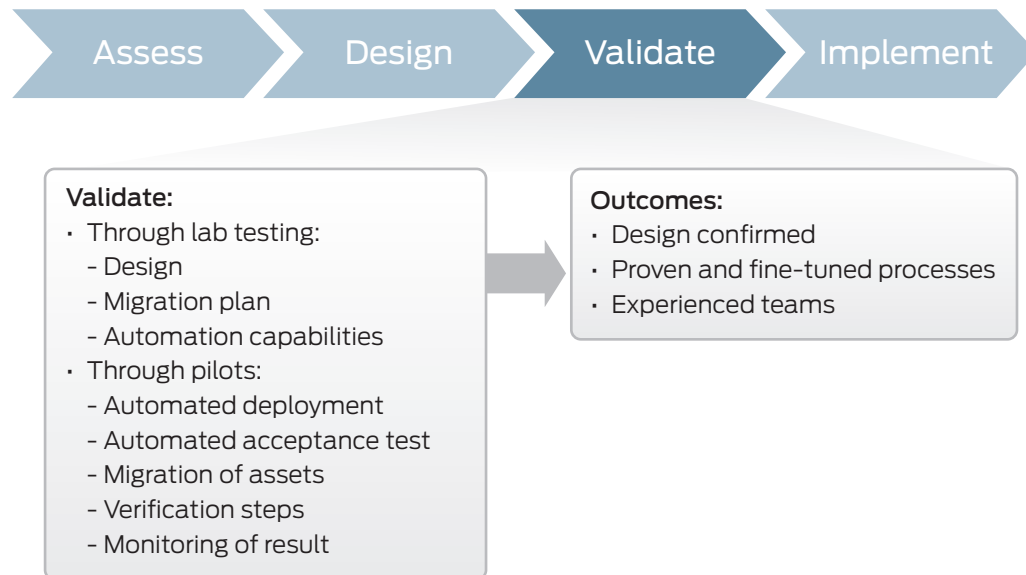 Assess
Design
Validate
Implement
Validate:
· Through lab testing:
- Design
- Migration plan
- Automation capabilities
· Through pilots:
- Automated deployment
- Automated acceptance test
- Migration of assets
- Verification steps
- Monitoring of result
Outcomes:
· Design confirmed
· Proven and fine-tuned processes
· Experienced teams